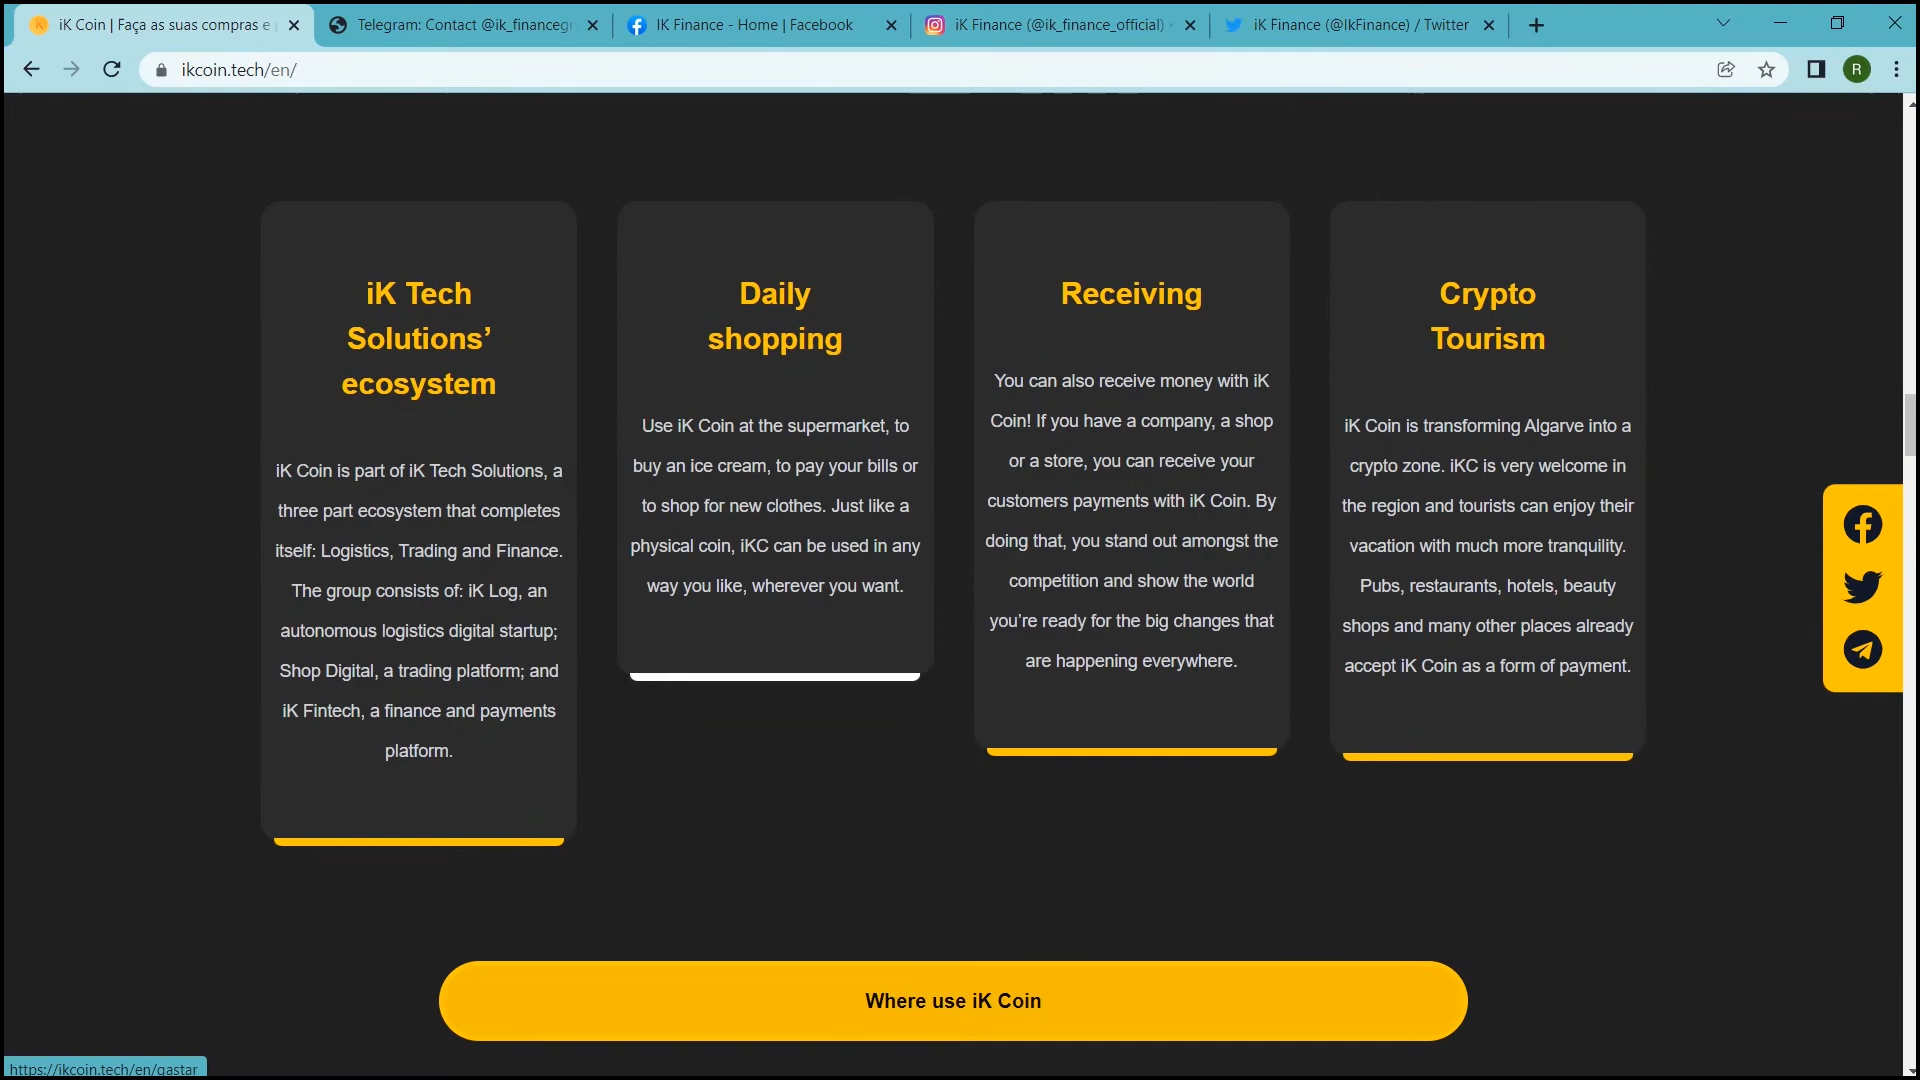 iK Coin | Faça as suas compras e
Telegram: Contact @ik_financegr
IK Finance - Home | Facebook
iK Finance (@ik_finance_official)
iK Finance (@IkFinance) / Twitter
ikcoin.tech/en/
R
iK Tech
Solutions’
ecosystem
iK Coin is part of iK Tech Solutions, a
three part ecosystem that completes
itself: Logistics, Trading and Finance.
The group consists of: iK Log, an
autonomous logistics digital startup;
Shop Digital, a trading platform; and
iK Fintech, a finance and payments
platform.
Daily
shopping
Use iK Coin at the supermarket, to
buy an ice cream, to pay your bills or
to shop for new clothes. Just like a
physical coin, iKC can be used in any
way you like, wherever you want.
Receiving
You can also receive money with iK
Coin! If you have a company, a shop
or a store, you can receive your
customers payments with iK Coin. By
doing that, you stand out amongst the
competition and show the world
you’re ready for the big changes that
are happening everywhere.
Crypto
Tourism
iK Coin is transforming Algarve into a
crypto zone. iKC is very welcome in
the region and tourists can enjoy their
vacation with much more tranquility.
Pubs, restaurants, hotels, beauty
shops and many other places already
accept iK Coin as a form of payment.
Where use iK Coin
https://ikcoin.tech/en/gastar